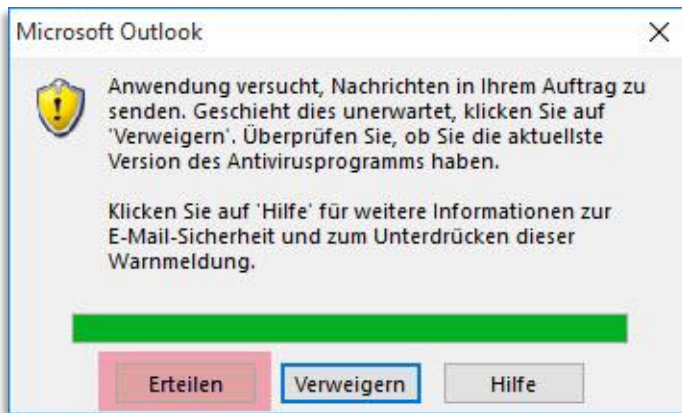 Microsoft Outlook
Anwendung versucht, Nachrichten in Ihrem Auftrag zu
senden. Geschieht dies unerwartet, klicken Sie auf
'Verweigern'. Überprüfen Sie, ob Sie die aktuellste
Version des Antivirusprogramms haben.
Klicken Sie auf 'Hilfe' für weitere Informationen zur
E-Mail-Sicherheit und zum Unterdrücken dieser
Warnmeldung.
Erteilen Verweigern Hilfe